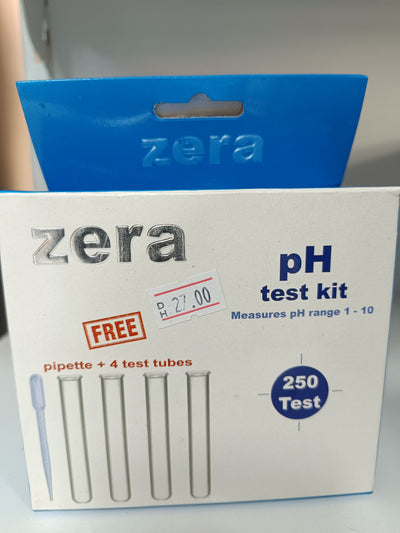 zera
zera
pH
test kit
Measures pH range 1 - 10
DH 27.00
FREE
pipette + 4 test tubes
250
Test